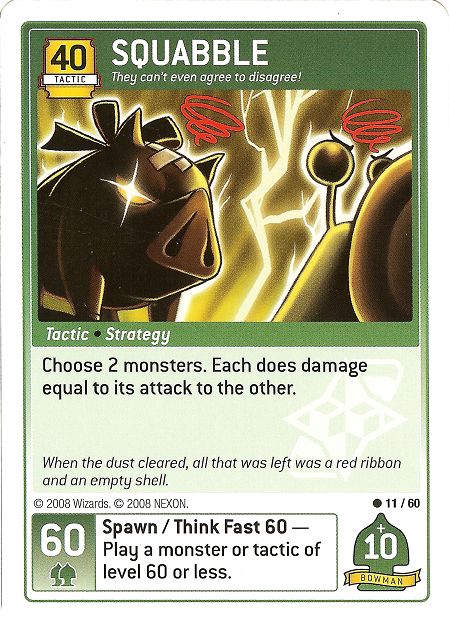 40
TACTIC
SQUABBLE
They can't even agree to disagree!
Tactic • Strategy
Choose 2 monsters. Each does damage
equal to its attack to the other.
When the dust cleared, all that was left was a red ribbon
and an empty shell.
© 2008 Wizards. © 2008 NEXON.
● 11 / 60
60
Spawn / Think Fast 60 —
Play a monster or tactic of
level 60 or less.
+
10
BOWMAN